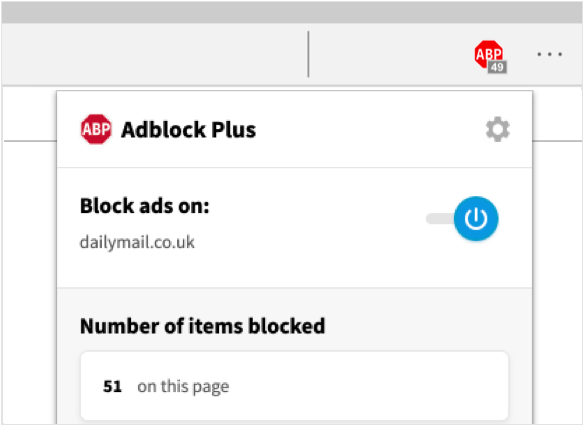 ABP
49
ABP Adblock Plus
Block ads on:
dailymail.co.uk
Number of items blocked
51 on this page